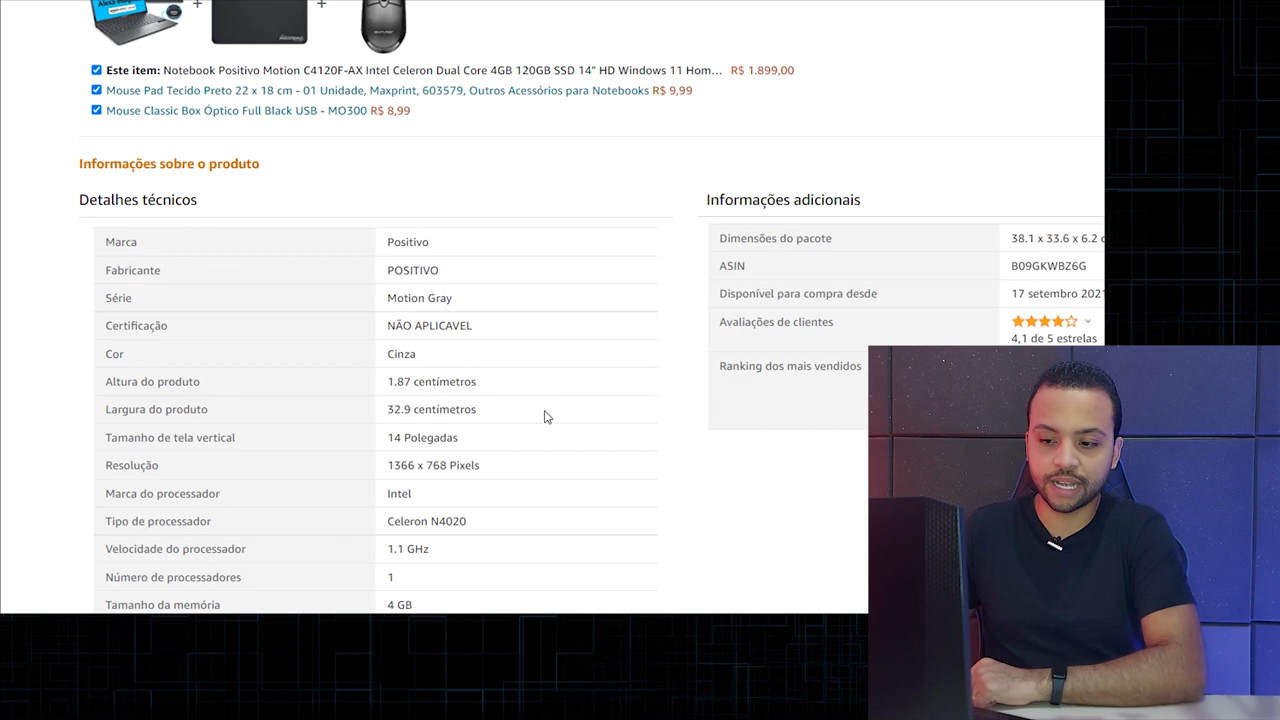 Este item: Notebook Positivo Motion C4120F-AX Intel Celeron Dual Core 4GB 120GB SSD 14" HD Windows 11 Hom… R$ 1.899,00
Mouse Pad Tecido Preto 22 x 18 cm - 01 Unidade, Maxprint, 603579, Outros Acessórios para Notebooks R$ 9,99
Mouse Classic Box Óptico Full Black USB - MO300 R$ 8,99
Informações sobre o produto
Detalhes técnicos
Marca Positivo
Fabricante POSITIVO
Série Motion Gray
Certificação NÃO APLICAVEL
Cor Cinza
Altura do produto 1.87 centímetros
Largura do produto 32.9 centímetros
Tamanho de tela vertical 14 Polegadas
Resolução 1366 x 768 Pixels
Marca do processador Intel
Tipo de processador Celeron N4020
Velocidade do processador 1.1 GHz
Número de processadores 1
Tamanho da memória 4 GB
Informações adicionais
Dimensões do pacote 38.1 x 33.6 x 6.2 c
ASIN B09GKWBZ6G
Disponível para compra desde 17 setembro 2021
Avaliações de clientes
4,1 de 5 estrelas
Ranking dos mais vendidos